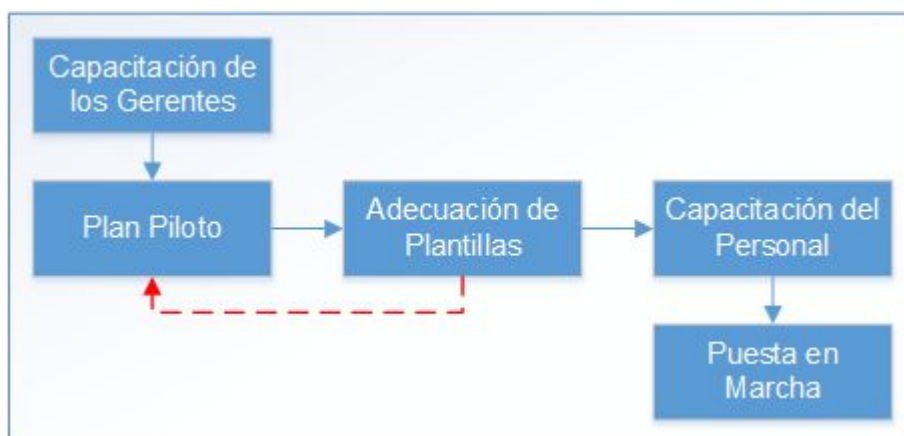 Capacitación de
los Gerentes
Plan Piloto
Adecuación de
Plantillas
Capacitación del
Personal
Puesta en
Marcha